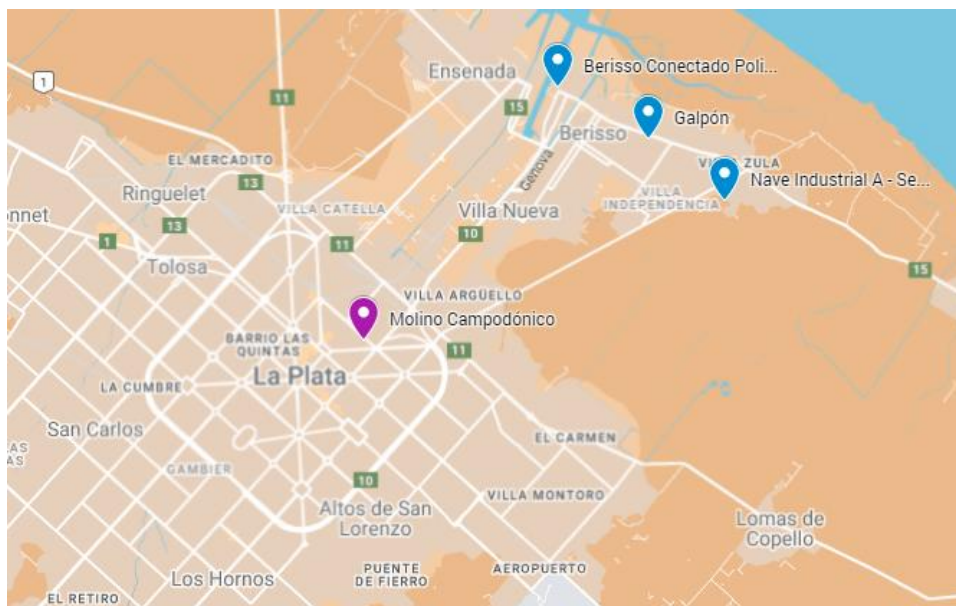 1
11
Ensenada
Berisso Conectado Poli...
15
Galpón
Berisso
EL MERCADITO
13
VILLA ZULA
Genova
Nave Industrial A - Se...
Ringuelet
VILLA CATELLA
Villa Nueva
VILLA
INDEPENDENCIA
onnet
13
1
11
10
Tolosa
15
VILLA ARGÜELLO
Molino Campodónico
BARRIO LAS
QUINTAS
11
La Plata
LA CUMBRE
San Carlos
EL CARMEN
AS
AS
GAMBIER
10
VILLA MONTORO
Altos de San
Lorenzo
Lomas de
Copello
Los Hornos
PUENTE
DE FIERRO
AEROPUERTO
EL RETIRO